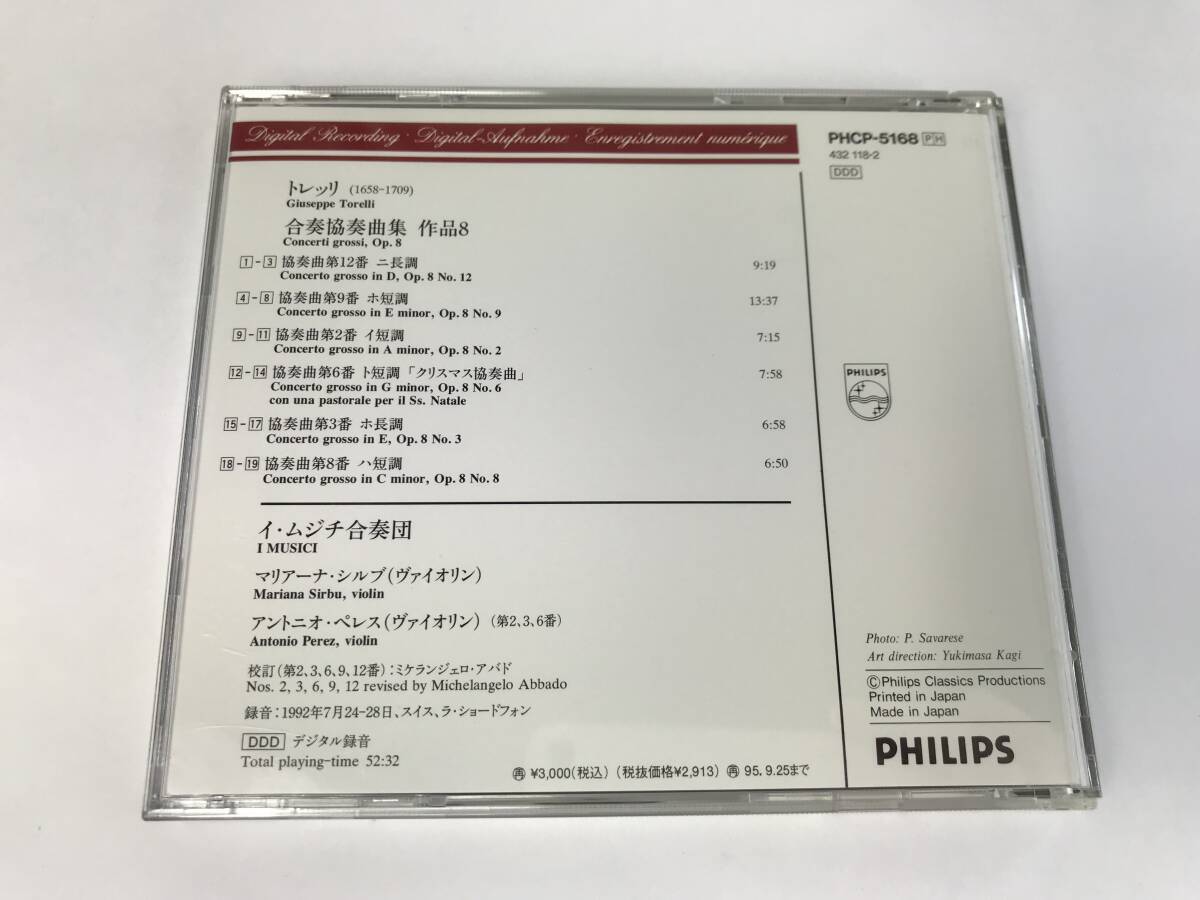 Digital Recording · Digital-Aufnahme · Enregistrement numérique
PHCP-5168 PH
432 118-2
DDD
トレッリ (1658-1709)
Giuseppe Torelli
合奏協奏曲集 作品8
Concerti grossi, Op. 8
1-3 協奏曲第12番 ニ長調 9:19
Concerto grosso in D, Op. 8 No. 12
4-8 協奏曲第9番 ホ短調 13:37
Concerto grosso in E minor, Op. 8 No. 9
9-11 協奏曲第2番 イ短調 7:15
Concerto grosso in A minor, Op. 8 No. 2
12-14 協奏曲第6番 ト短調「クリスマス協奏曲」 7:58
Concerto grosso in G minor, Op. 8 No. 6
con una pastorale per il Ss. Natale
15-17 協奏曲第3番 ホ長調 6:58
Concerto grosso in E, Op. 8 No. 3
18-19 協奏曲第8番 ハ短調 6:50
Concerto grosso in C minor, Op. 8 No. 8
イ・ムジチ合奏団
I MUSICI
マリアーナ・シルブ(ヴァイオリン)
Mariana Sirbu, violin
アントニオ・ペレス(ヴァイオリン)(第2、3、6番)
Antonio Perez, violin
校訂(第2、3、6、9、12番):ミケランジェロ・アバド
Nos. 2, 3, 6, 9, 12 revised by Michelangelo Abbado
録音:1992年7月24-28日、スイス、ラ・ショードフォン
DDD デジタル録音
Total playing-time 52:32
再 ¥3,000(税込)(税抜価格¥2,913) 再 95.9.25まで
PHILIPS
Photo: P. Savarese
Art direction: Yukimasa Kagi
©Philips Classics Productions
Printed in Japan
Made in Japan
PHILIPS